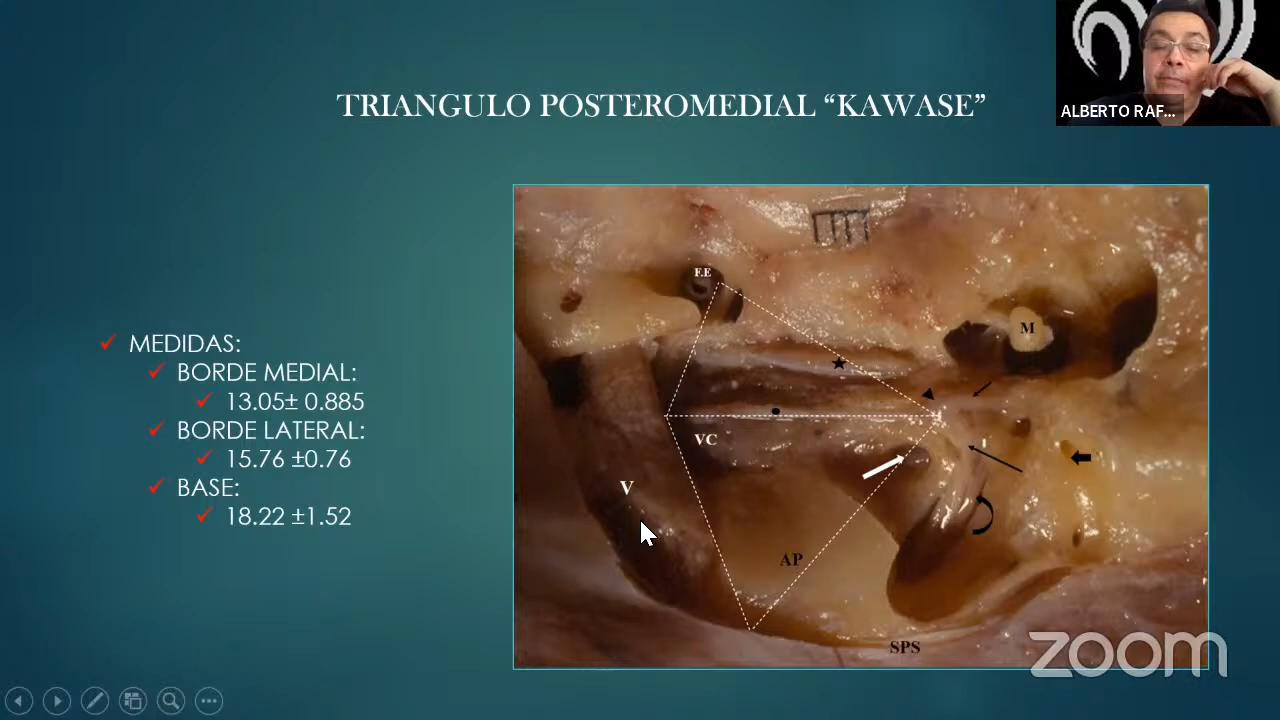 TRIANGULO POSTEROMEDIAL “KAWASE”
ALBERTO RAF...
MEDIDAS:
BORDE MEDIAL:
13.05± 0.885
BORDE LATERAL:
15.76 ±0.76
BASE:
18.22 ±1.52
F.E
M
VC
V
AP
SPS
zoom